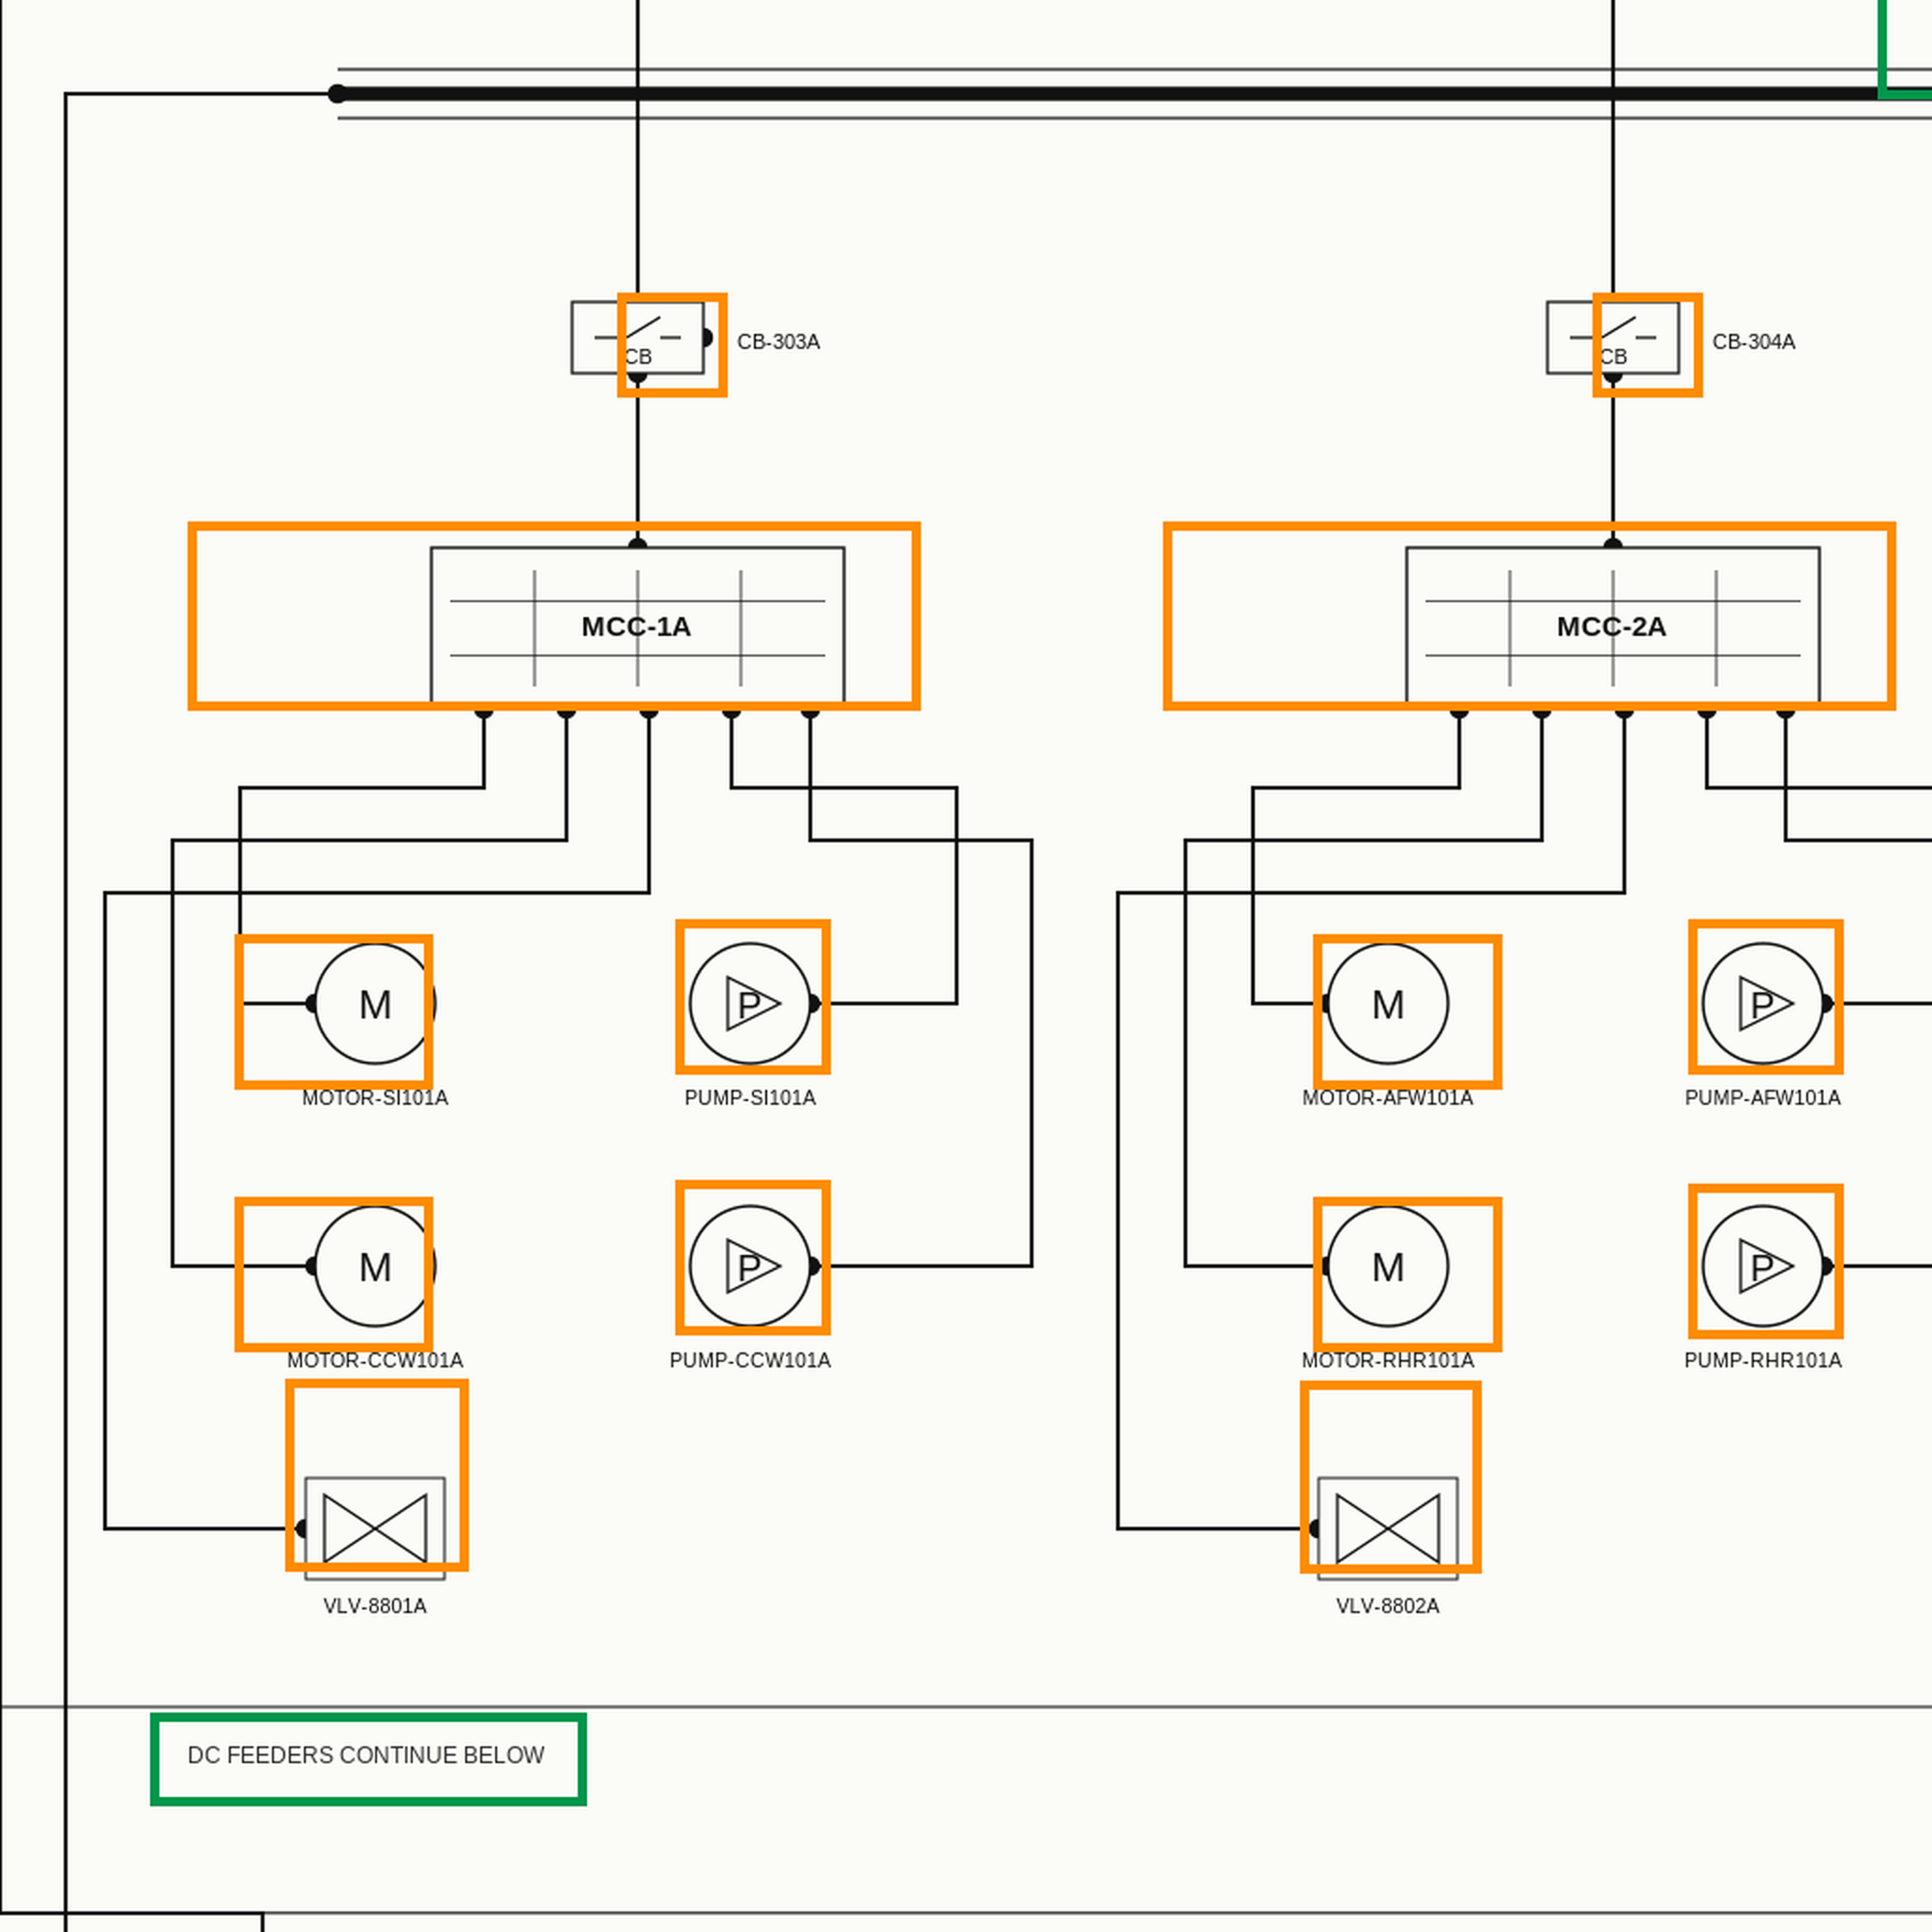 CB
CB-303A
CB
CB-304A
MCC-1A
MCC-2A
M
P
M
P
MOTOR-SI101A
PUMP-SI101A
MOTOR-AFW101A
PUMP-AFW101A
M
P
M
P
MOTOR-CCW101A
PUMP-CCW101A
MOTOR-RHR101A
PUMP-RHR101A
VLV-8801A
VLV-8802A
DC FEEDERS CONTINUE BELOW